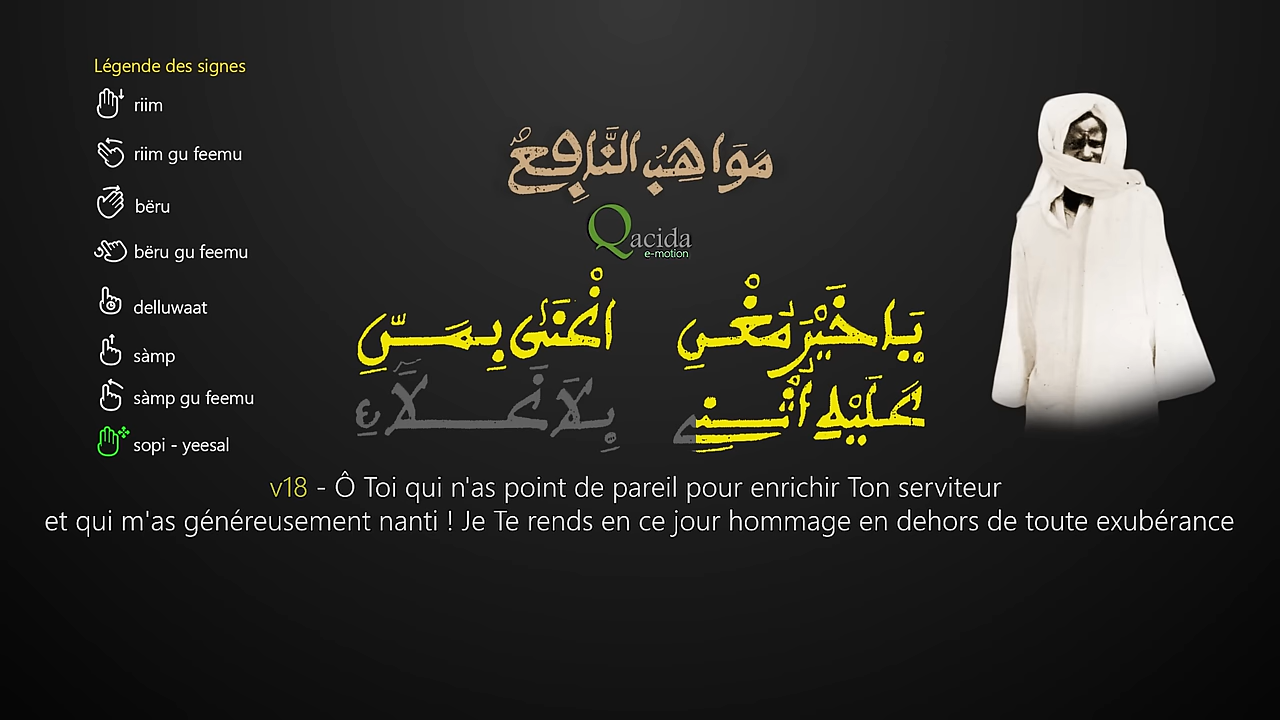 Légende des signes
riim
riim gu feemu
bëru
bëru gu feemu
delluwaat
sàmp
sàmp gu feemu
sopi - yeesal
مَوَاهِبُ النَّافِعُ
Qacida
e-motion
يَا خَيْرَ مُغْنٍ أَغْنَى بِمَنٍّ
عَلَيْكَ أُثْنِي بِلَا
v18 - Ô Toi qui n'as point de pareil pour enrichir Ton serviteur
et qui m'as généreusement nanti ! Je Te rends en ce jour hommage en dehors de toute exubérance